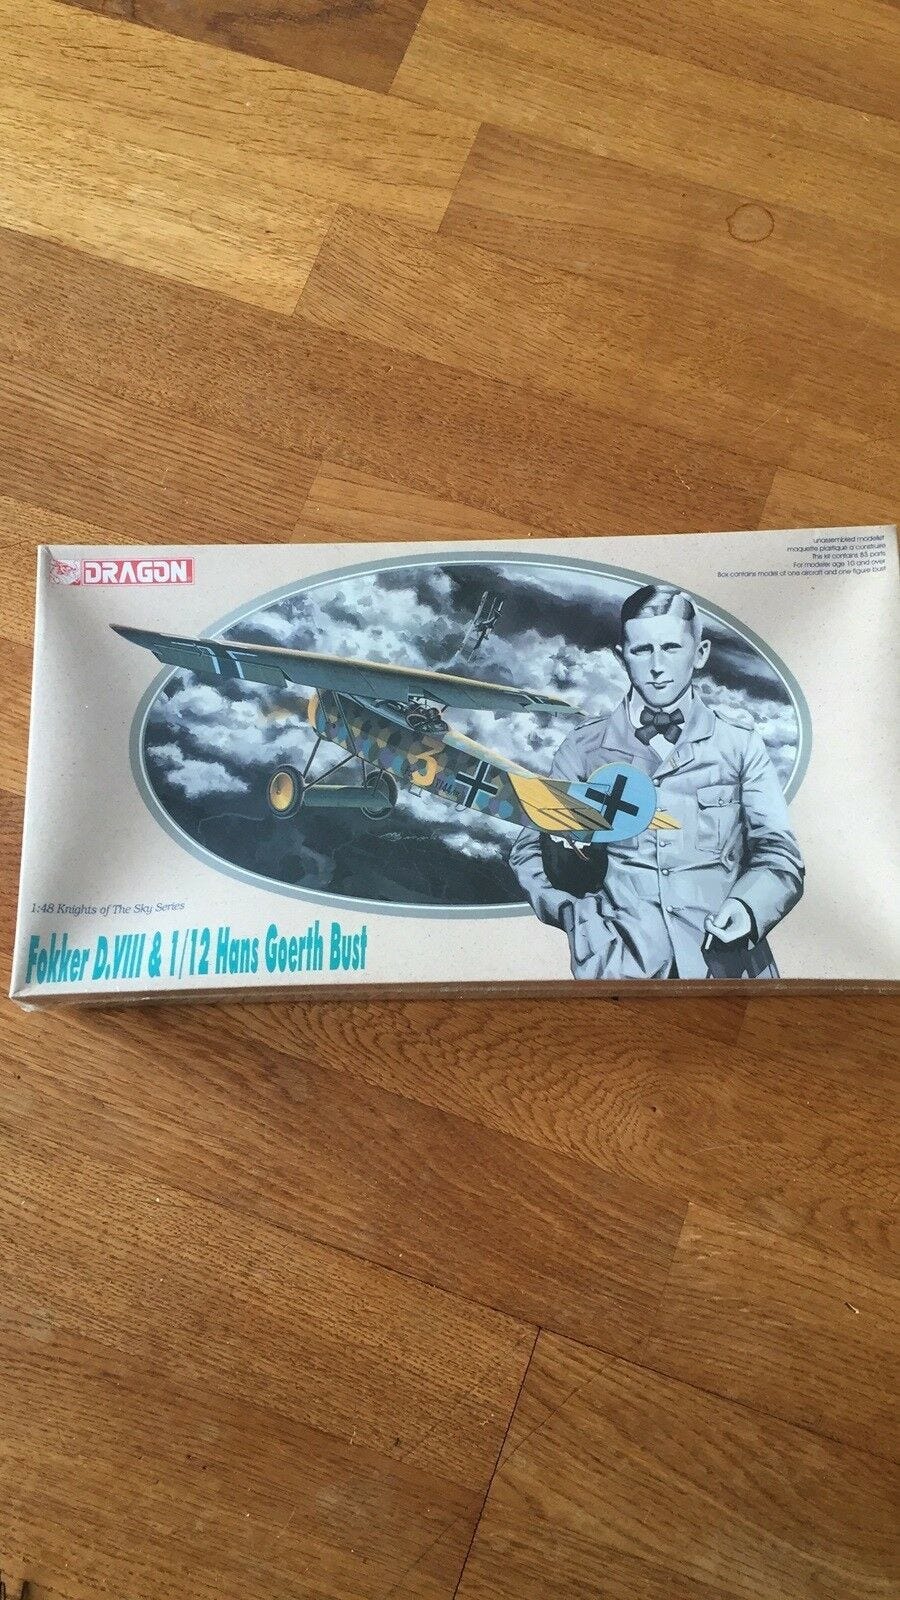 DRAGON
unassembled modelist
maquette plastique a construire
This kit contains 83 parts
For modeler age 10 and over
Box contains model of one aircraft and one figure bust
3
1:48 Knights of The Sky Series
Fokker D.VIII & 1/12 Hans Goerth Bust